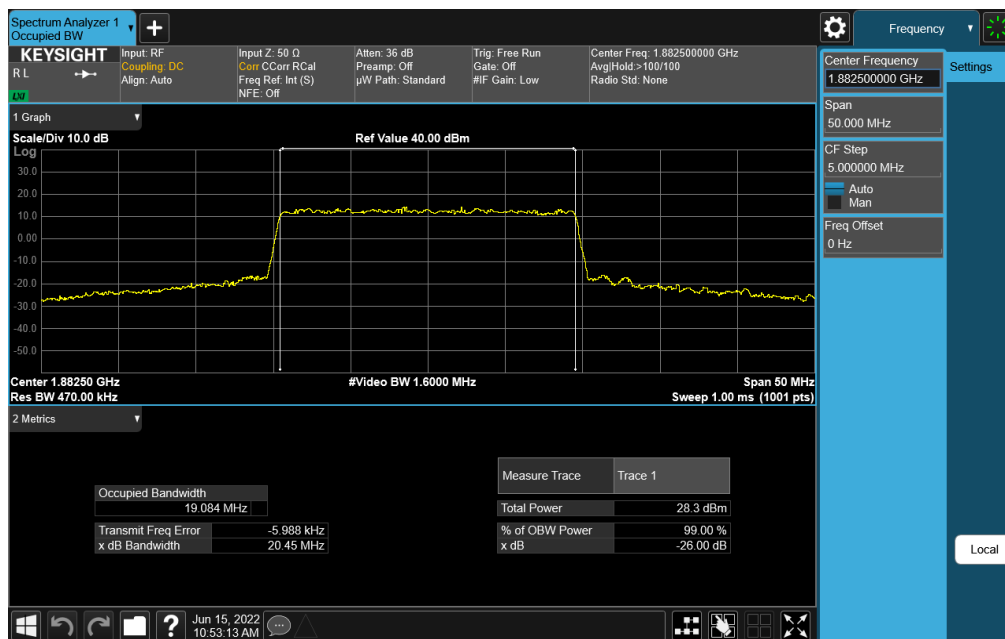 Spectrum Analyzer 1
Occupied BW
+
Frequency
KEYSIGHT
R L
LXI
Input: RF
Coupling: DC
Align: Auto
Input Z: 50 Ω
Corr CCorr RCal
Freq Ref: Int (S)
NFE: Off
Atten: 36 dB
Preamp: Off
µW Path: Standard
Trig: Free Run
Gate: Off
#IF Gain: Low
Center Freq: 1.882500000 GHz
Avg|Hold:>100/100
Radio Std: None
Center Frequency
1.882500000 GHz
Settings
Span
50.000 MHz
CF Step
5.000000 MHz
Auto
Man
Freq Offset
0 Hz
Local
1 Graph
Scale/Div 10.0 dB
Ref Value 40.00 dBm
Log
30.0
20.0
10.0
0.00
-10.0
-20.0
-30.0
-40.0
-50.0
Center 1.88250 GHz
#Video BW 1.6000 MHz
Span 50 MHz
Res BW 470.00 kHz
Sweep 1.00 ms (1001 pts)
2 Metrics
Measure Trace Trace 1
Occupied Bandwidth
19.084 MHz
Total Power 28.3 dBm
Transmit Freq Error -5.988 kHz
% of OBW Power 99.00 %
x dB Bandwidth 20.45 MHz
x dB -26.00 dB
?
Jun 15, 2022
10:53:13 AM